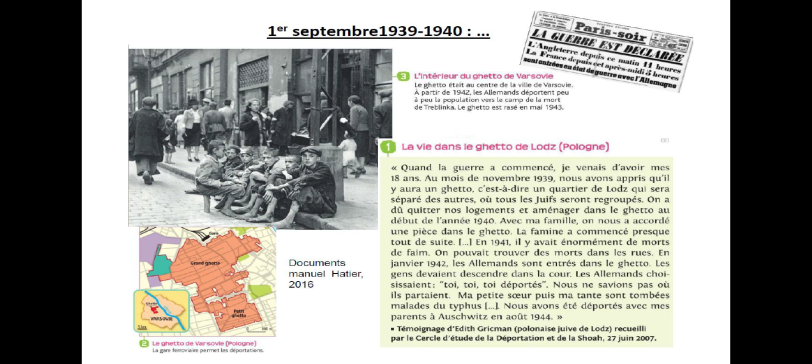 1er septembre1939-1940 : ...
Paris-soir
LA GUERRE EST DÉCLARÉE
L'Angleterre depuis ce matin 11 heures
La France depuis cet après-midi 5 heures
sont entrées en état de guerre avec l'Allemagne
3 L'intérieur du ghetto de Varsovie
Le ghetto était au centre de la ville de Varsovie.
À partir de 1942, les Allemands déportent peu
à peu la population vers le camp de la mort
de Treblinka. Le ghetto est rasé en mai 1943.
1 La vie dans le ghetto de Lodz (Pologne)
« Quand la guerre a commencé, je venais d'avoir mes
18 ans. Au mois de novembre 1939, nous avons appris qu'il
y aura un ghetto, c'est-à-dire un quartier de Lodz qui sera
séparé des autres, où tous les Juifs seront regroupés. On a
dû quitter nos logements et aménager dans le ghetto au
début de l'année 1940. Avec ma famille, on nous a accordé
une pièce dans le ghetto. La famine a commencé presque
tout de suite. [...] En 1941, il y avait énormément de morts
de faim. On pouvait trouver des morts dans les rues. En
janvier 1942, les Allemands sont entrés dans le ghetto. Les
gens devaient descendre dans la cour. Les Allemands choi-
sissaient : "toi, toi, toi déportés". Nous ne savions pas où
ils partaient. Ma petite sœur puis ma tante sont tombées
malades du typhus [...]. Nous avons été déportés avec mes
parents à Auschwitz en août 1944. »
• Témoignage d'Edith Gricman (polonaise juive de Lodz) recueilli
par le Cercle d'étude de la Déportation et de la Shoah, 27 juin 2007.
Gare
Grand ghetto
Petit
ghetto
VARSOVIE
Documents
manuel Hatier,
2016
2 Le ghetto de Varsovie (Pologne)
La gare ferroviaire permet les déportations.